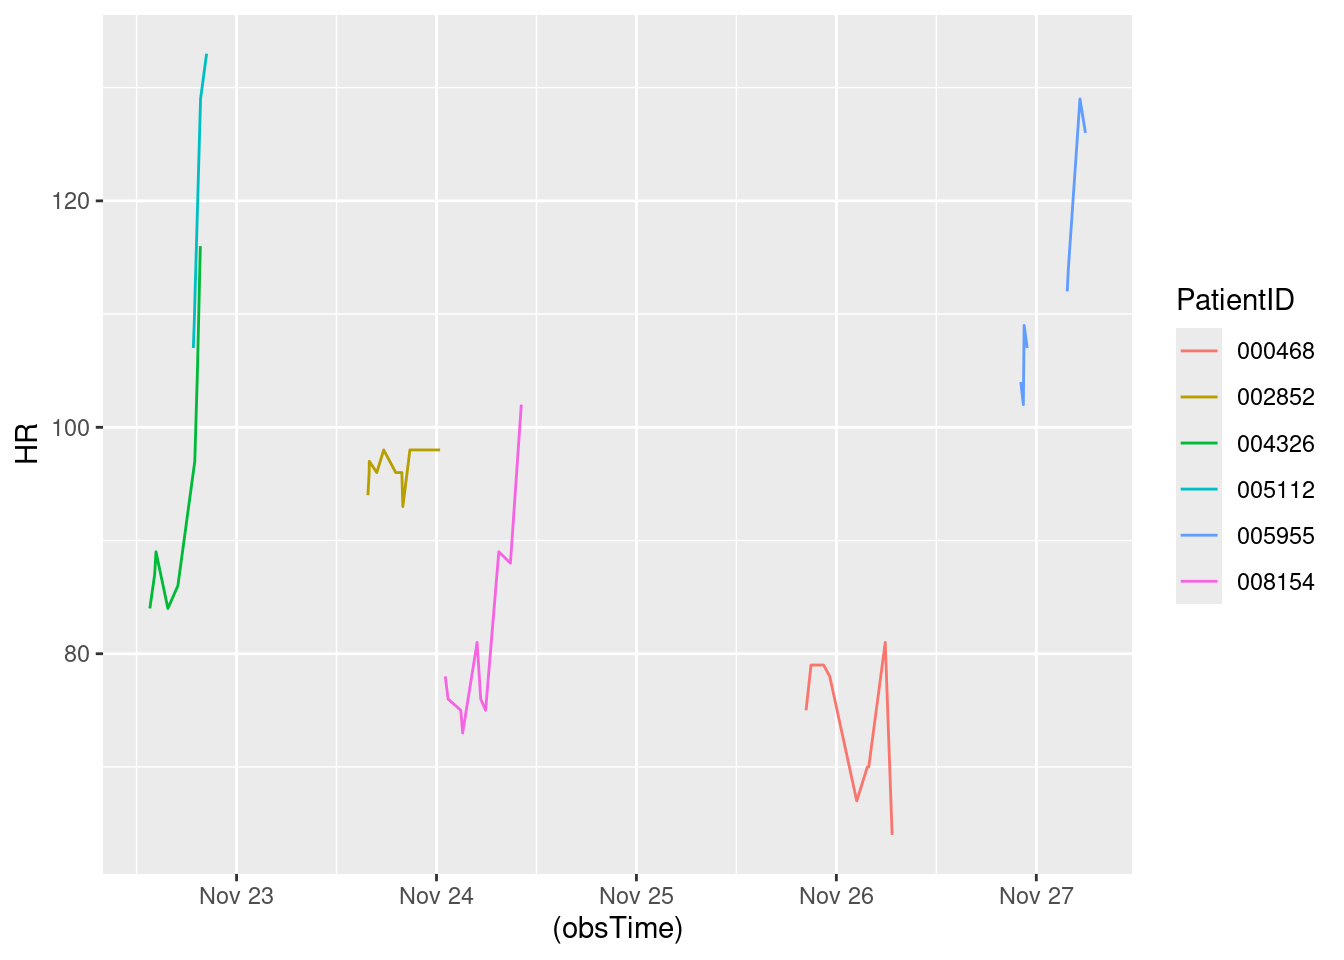 HR
120
100
80
Nov 23
Nov 24
Nov 25
Nov 26
Nov 27
(obsTime)
PatientID
000468
002852
004326
005112
005955
008154